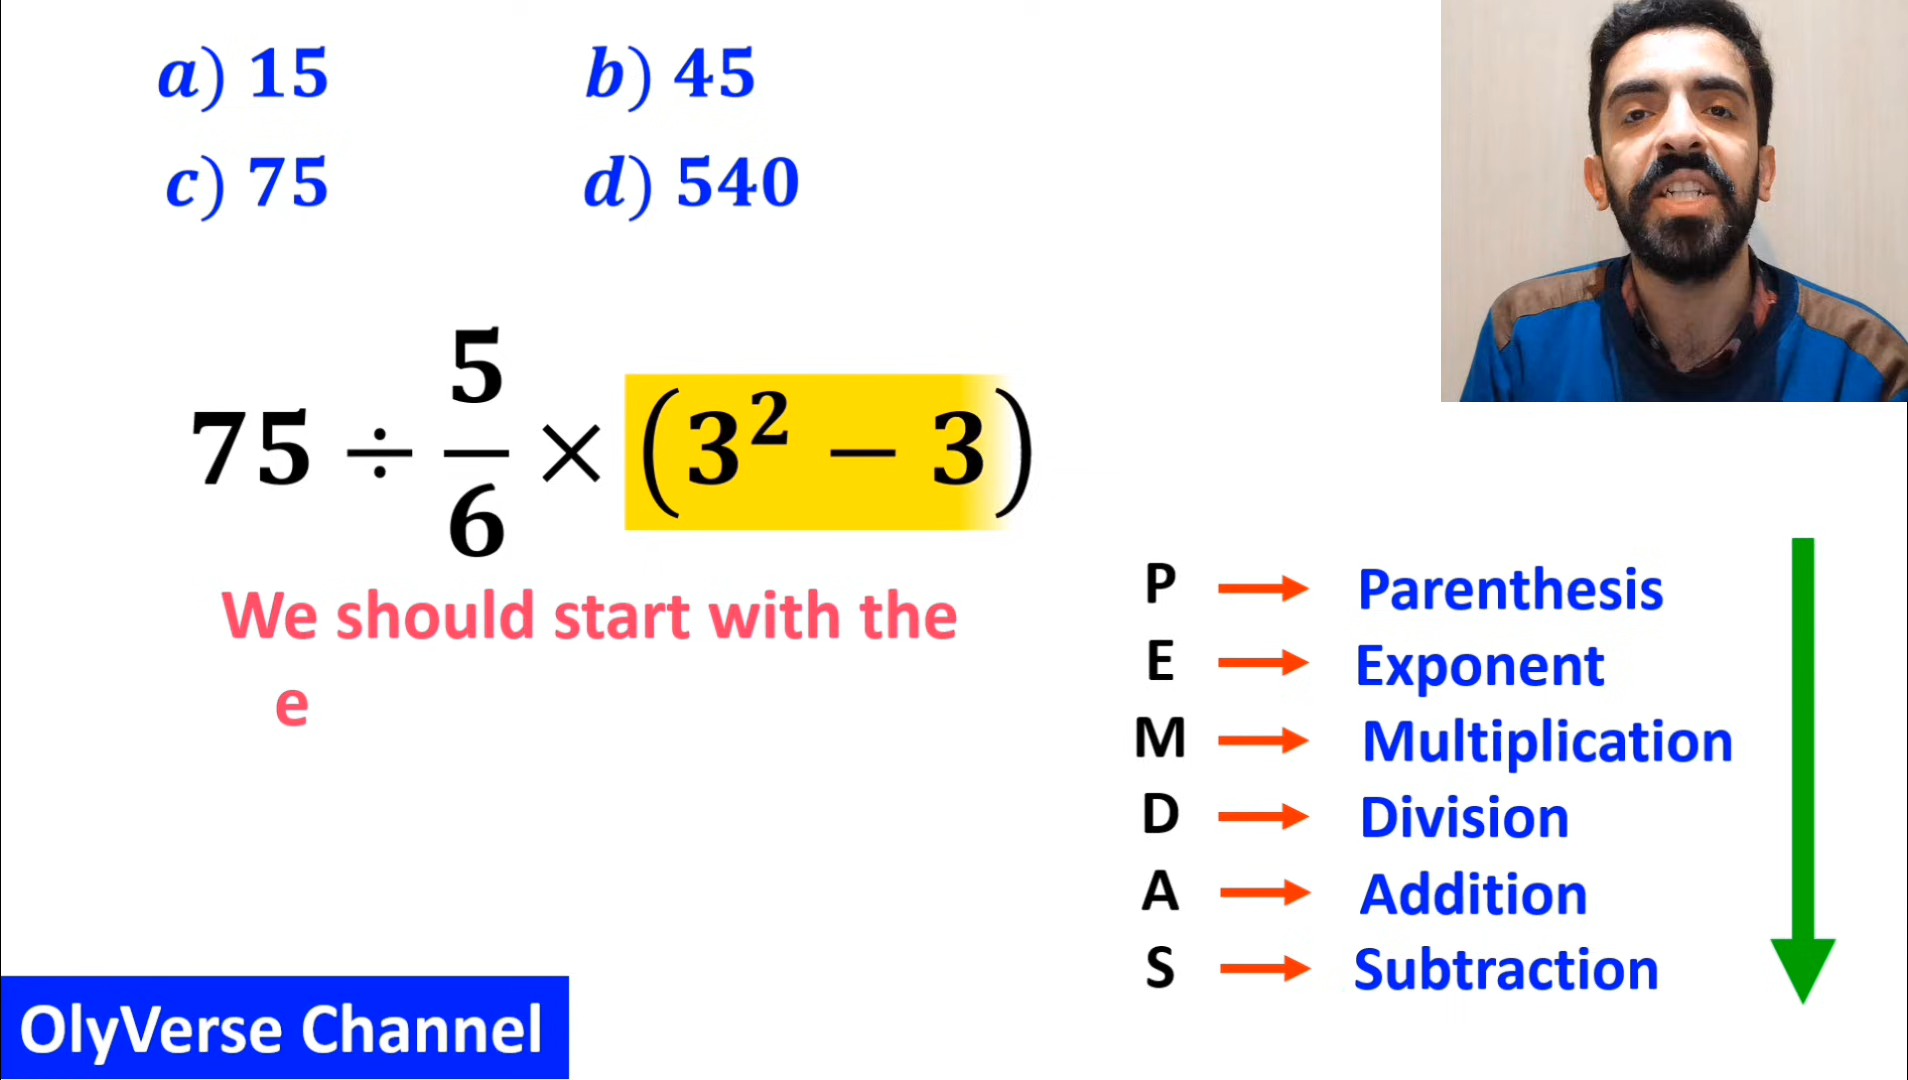 a) 15 b) 45
c) 75 d) 540
75 ÷ 5/6 × (3² − 3)
We should start with the
e
P → Parenthesis
E → Exponent
M → Multiplication
D → Division
A → Addition
S → Subtraction
OlyVerse Channel